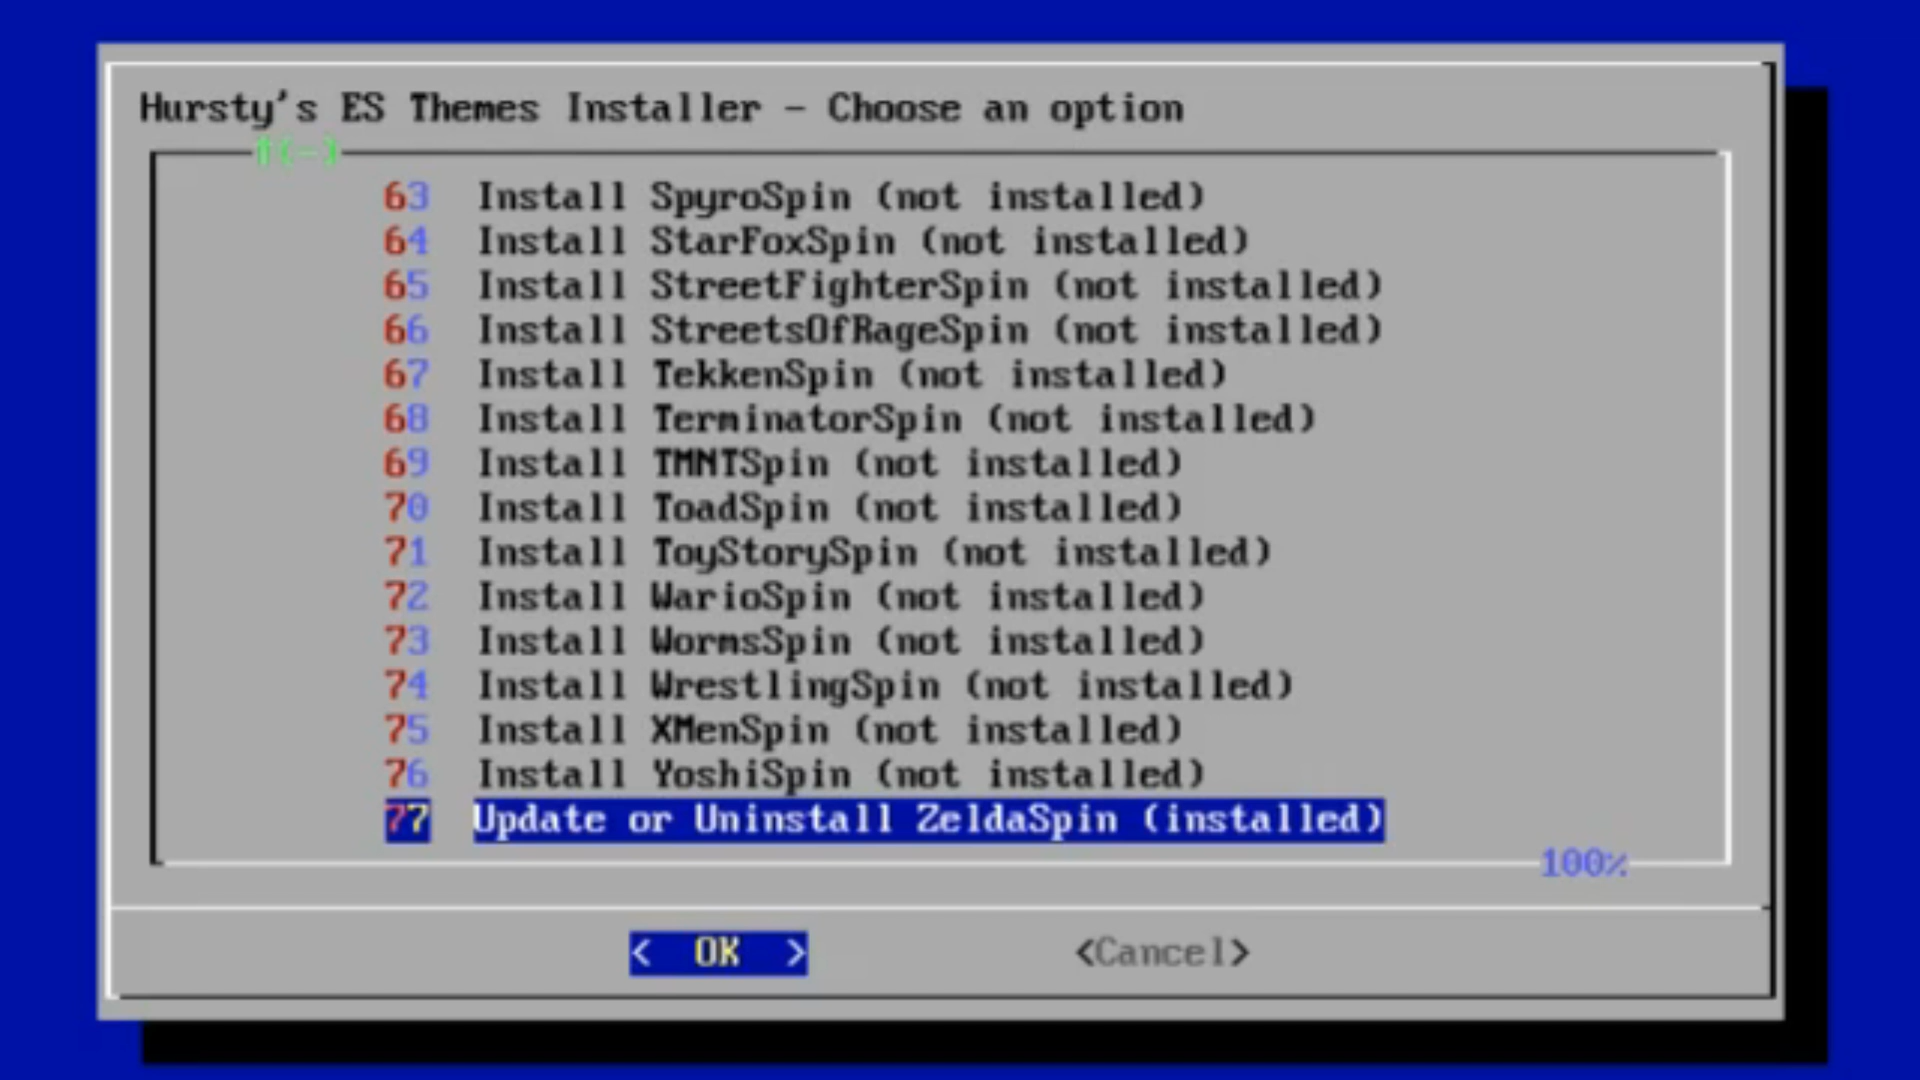 Hursty's ES Themes Installer - Choose an option
↑(-)
63 Install SpyroSpin (not installed)
64 Install StarFoxSpin (not installed)
65 Install StreetFighterSpin (not installed)
66 Install StreetsOfRageSpin (not installed)
67 Install TekkenSpin (not installed)
68 Install TerminatorSpin (not installed)
69 Install TMNTSpin (not installed)
70 Install ToadSpin (not installed)
71 Install ToyStorySpin (not installed)
72 Install WarioSpin (not installed)
73 Install WormsSpin (not installed)
74 Install WrestlingSpin (not installed)
75 Install XMenSpin (not installed)
76 Install YoshiSpin (not installed)
77 Update or Uninstall ZeldaSpin (installed)
100%
< OK > <Cancel>